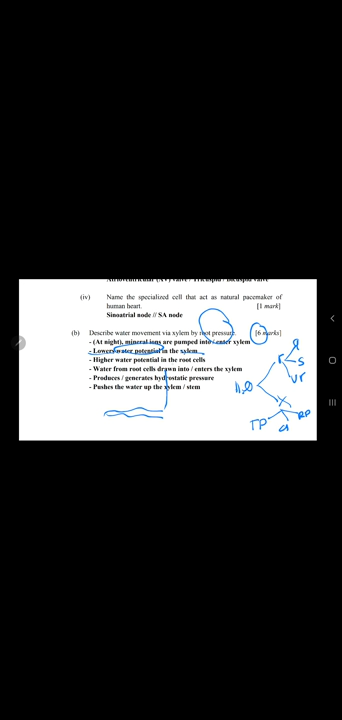 Atrioventricular (AV) valve / Tricuspid / Bicuspid valve
(iv) Name the specialized cell that act as natural pacemaker of
human heart. [1 mark]
Sinoatrial node // SA node
(b) Describe water movement via xylem by root pressure. [6 marks]
- (At night), mineral ions are pumped into / enter xylem
- Lowers water potential in the xylem
- Higher water potential in the root cells
- Water from root cells drawn into / enters the xylem
- Produces / generates hydrostatic pressure
- Pushes the water up the xylem / stem
r
S
X
TP
RP